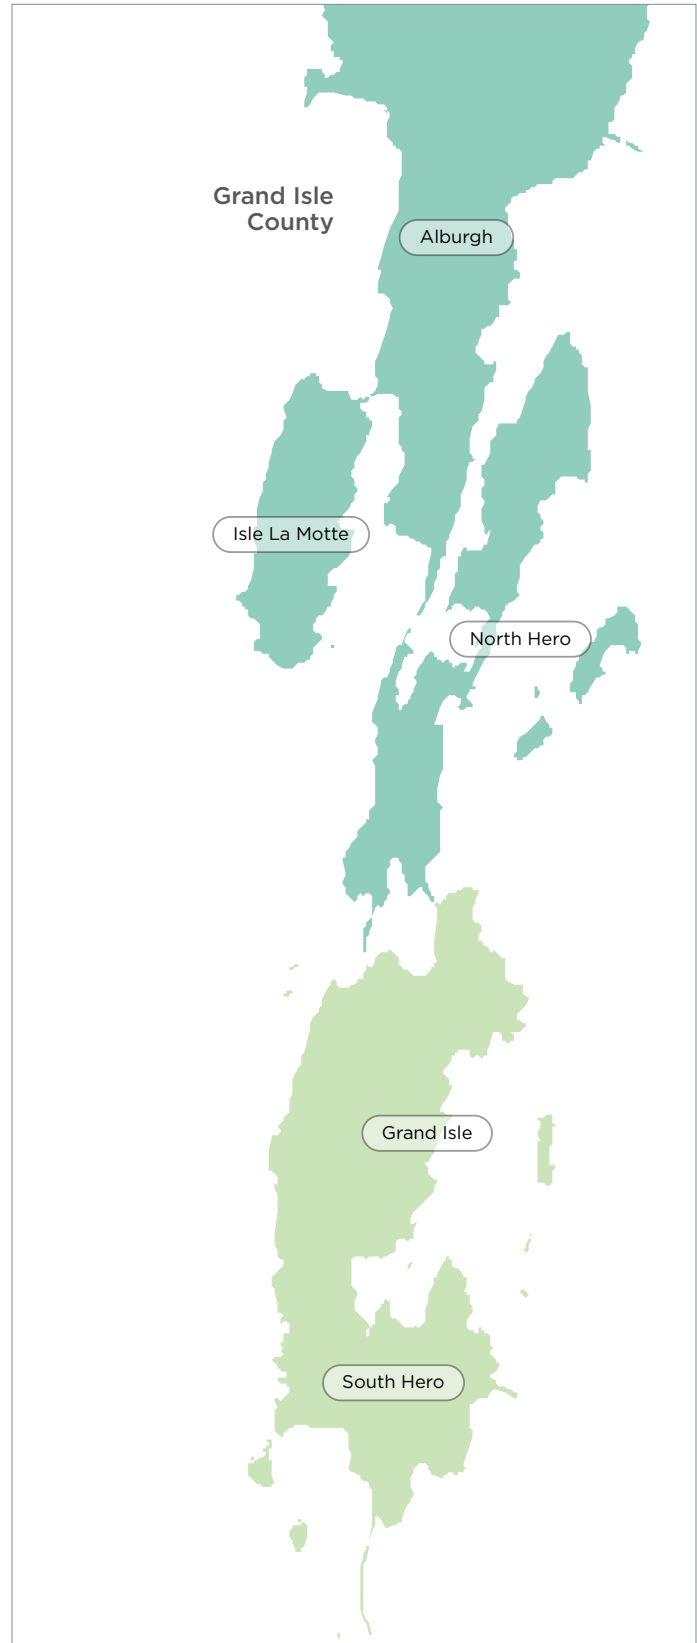 Grand Isle
County
Alburgh
Isle La Motte
North Hero
Grand Isle
South Hero